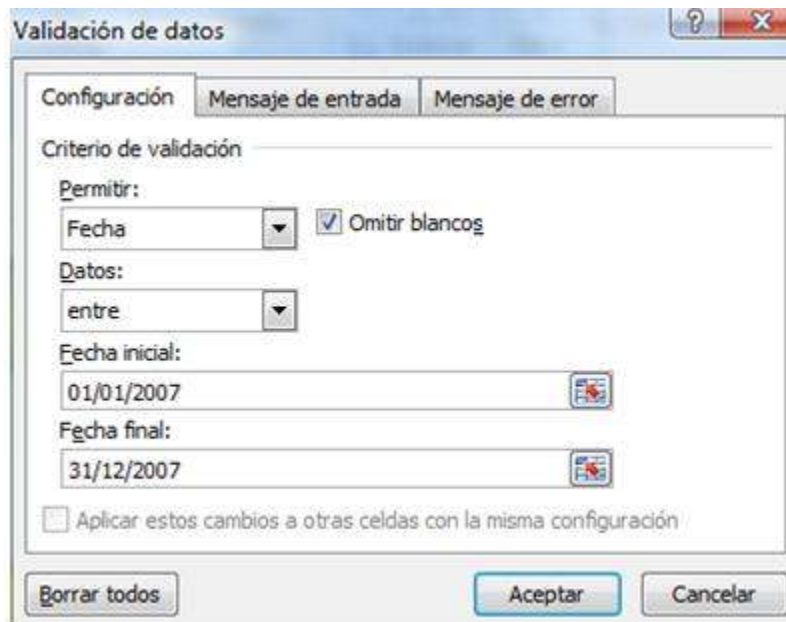 Validación de datos
Configuración
Mensaje de entrada
Mensaje de error
Criterio de validación
Permitir:
Fecha
Omitir blancos
Datos:
entre
Fecha inicial:
01/01/2007
Fecha final:
31/12/2007
Aplicar estos cambios a otras celdas con la misma configuración
Borrar todos
Aceptar
Cancelar